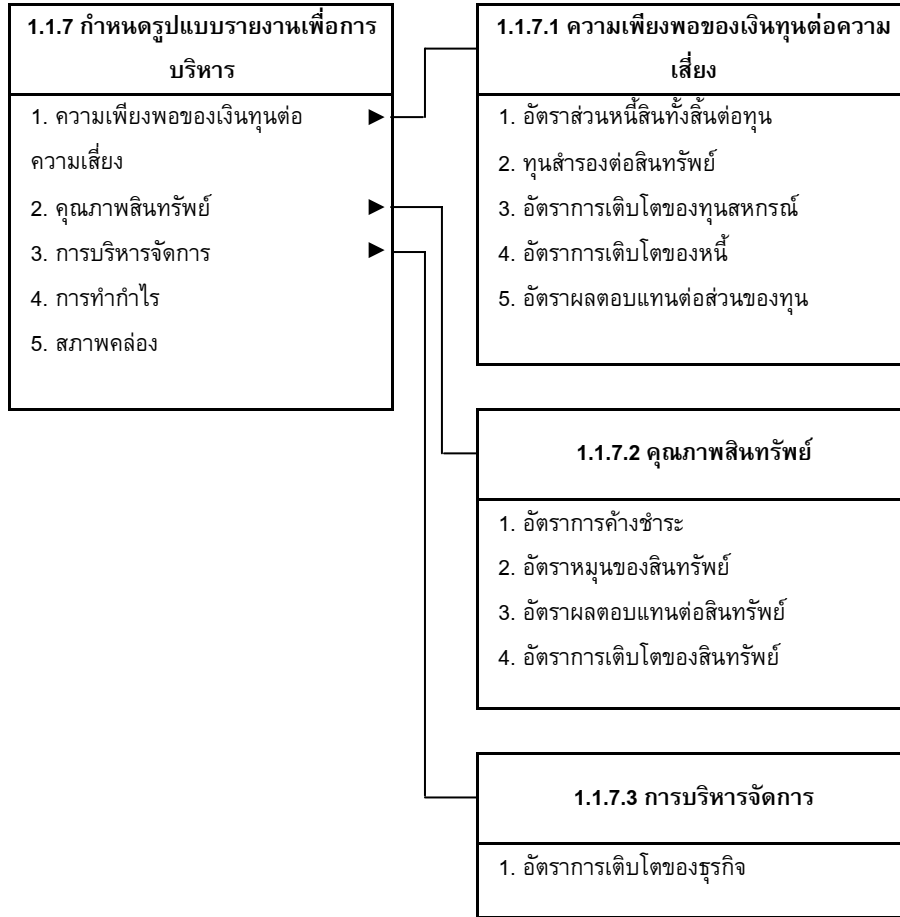 1.1.7 กำหนดรูปแบบรายงานเพื่อการ
บริหาร
1. ความเพียงพอของเงินทุนต่อ
ความเสี่ยง
2. คุณภาพสินทรัพย์
3. การบริหารจัดการ
4. การทำกำไร
5. สภาพคล่อง
1.1.7.1 ความเพียงพอของเงินทุนต่อความ
เสี่ยง
1. อัตราส่วนหนี้สินทั้งสิ้นต่อทุน
2. ทุนสำรองต่อสินทรัพย์
3. อัตราการเติบโตของทุนสหกรณ์
4. อัตราการเติบโตของหนี้
5. อัตราผลตอบแทนต่อส่วนของทุน
1.1.7.2 คุณภาพสินทรัพย์
1. อัตราการค้างชำระ
2. อัตราหมุนของสินทรัพย์
3. อัตราผลตอบแทนต่อสินทรัพย์
4. อัตราการเติบโตของสินทรัพย์
1.1.7.3 การบริหารจัดการ
1. อัตราการเติบโตของธุรกิจ